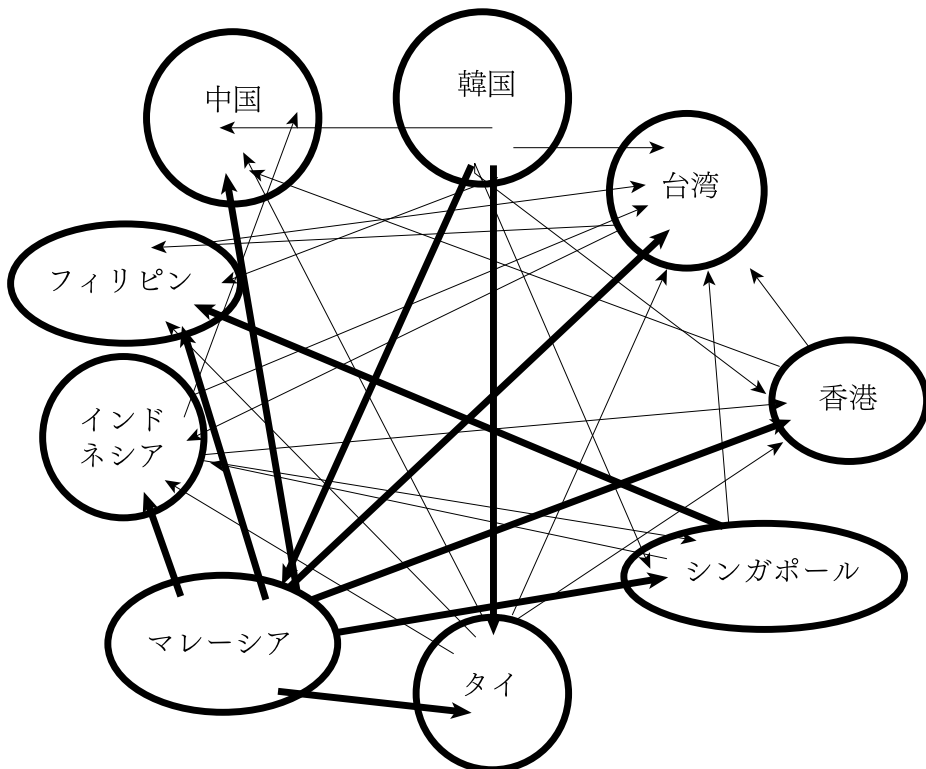 中国
韓国
台湾
フィリピン
インド
ネシア
香港
シンガポール
マレーシア
タイ